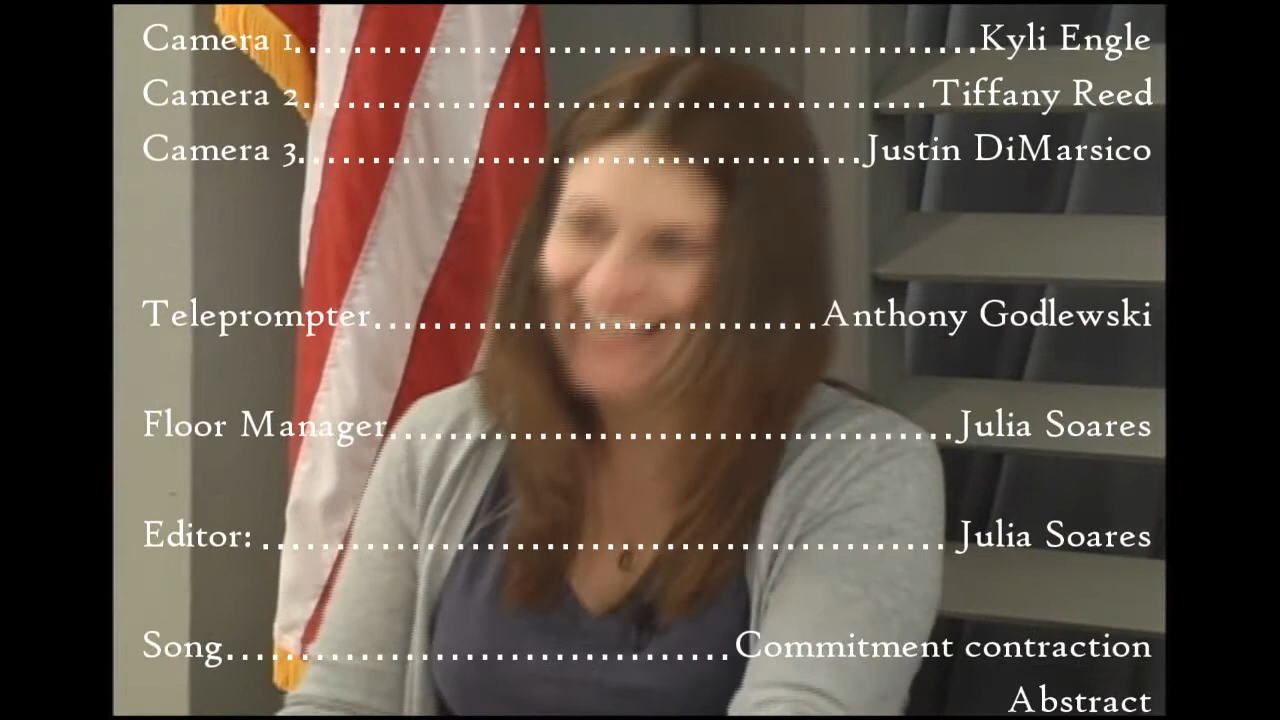 Camera 1..........................................Kyli Engle
Camera 2.......................................Tiffany Reed
Camera 3...................................Justin DiMarsico
Teleprompter............................Anthony Godlewski
Floor Manager...................................Julia Soares
Editor: ........................................... Julia Soares
Song................................Commitment contraction
Abstract